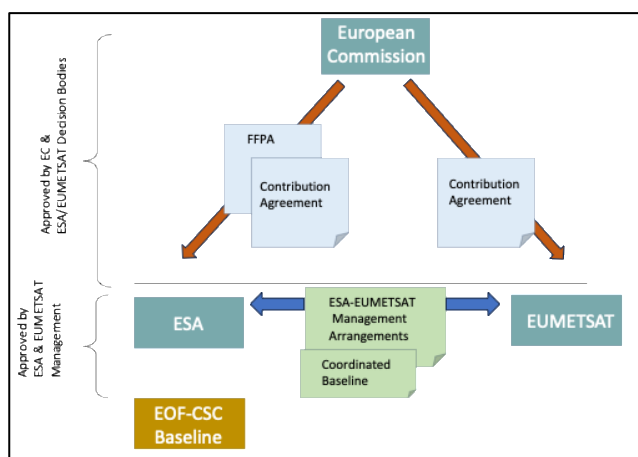 European
Commission
Approved by EC &
ESA/EUMETSAT Decision Bodies
FFPA
Contribution
Agreement
Contribution
Agreement
Approved by
ESA & EUMETSAT
Management
ESA
ESA-EUMETSAT
Management
Arrangements
EUMETSAT
Coordinated
Baseline
EOF-CSC
Baseline